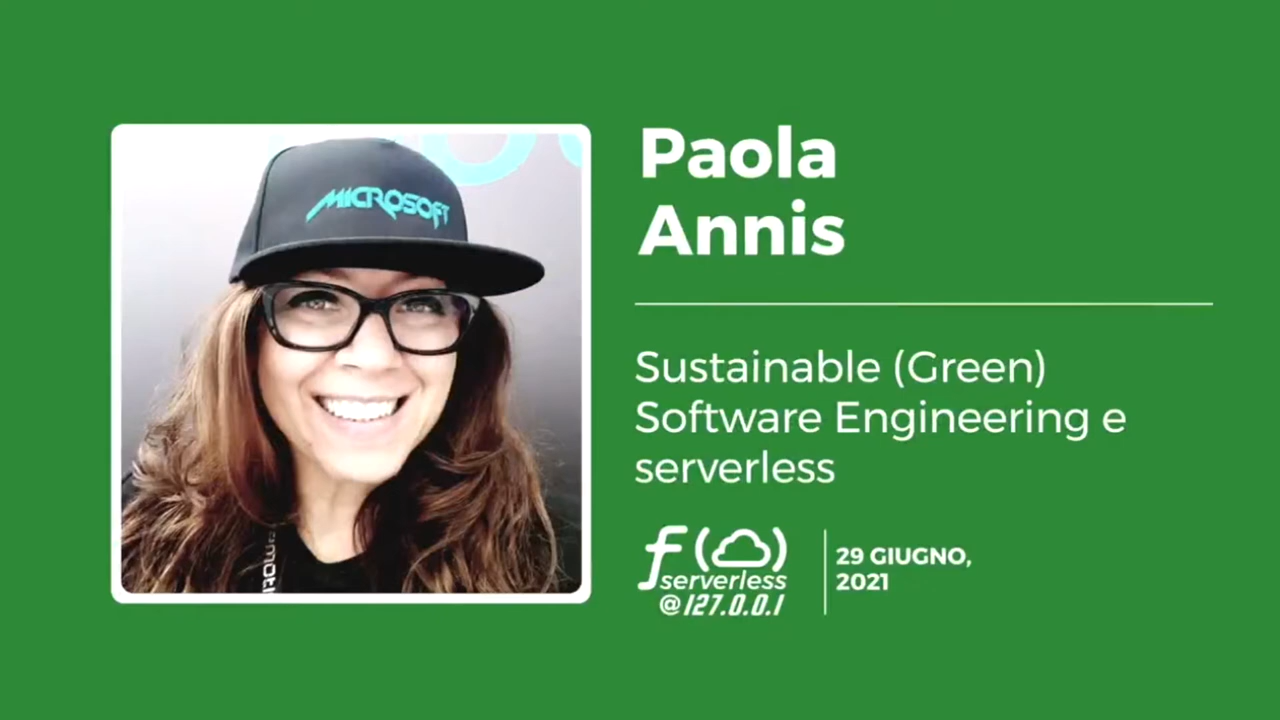 MICROSOFT
Paola
Annis
Sustainable (Green)
Software Engineering e
serverless
f()
serverless
@127.0.0.1
29 GIUGNO,
2021